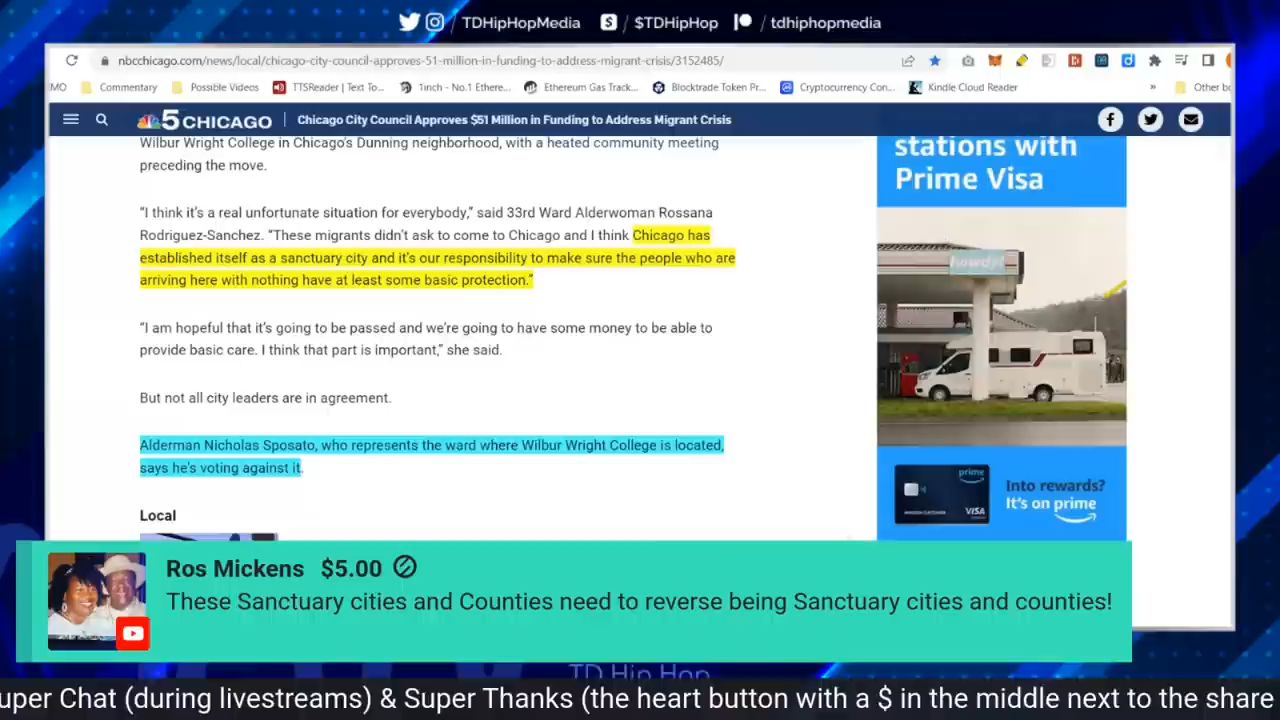 TDHipHopMedia
$TDHipHop
tdhiphopmedia
nbcchicago.com/news/local/chicago-city-council-approves-51-million-in-funding-to-address-migrant-crisis/3152485/
MO
Commentary
Possible Videos
TTSReader | Text To...
1inch - No.1 Ethere...
Ethereum Gas Track...
Blocktrade Token Pr...
Cryptocurrency Con...
Kindle Cloud Reader
»
Other bo
5 CHICAGO
Chicago City Council Approves $51 Million in Funding to Address Migrant Crisis
Wilbur Wright College in Chicago's Dunning neighborhood, with a heated community meeting
preceding the move.
“I think it’s a real unfortunate situation for everybody,” said 33rd Ward Alderwoman Rossana
Rodriguez-Sanchez. “These migrants didn't ask to come to Chicago and I think Chicago has
established itself as a sanctuary city and it’s our responsibility to make sure the people who are
arriving here with nothing have at least some basic protection.”
“I am hopeful that it’s going to be passed and we’re going to have some money to be able to
provide basic care. I think that part is important,” she said.
But not all city leaders are in agreement.
Alderman Nicholas Sposato, who represents the ward where Wilbur Wright College is located,
says he's voting against it.
Local
stations with
Prime Visa
howdy!
prime
VISA
Into rewards?
It's on prime
Ros Mickens $5.00
These Sanctuary cities and Counties need to reverse being Sanctuary cities and counties!
TD Hip Hop
uper Chat (during livestreams) & Super Thanks (the heart button with a $ in the middle next to the share